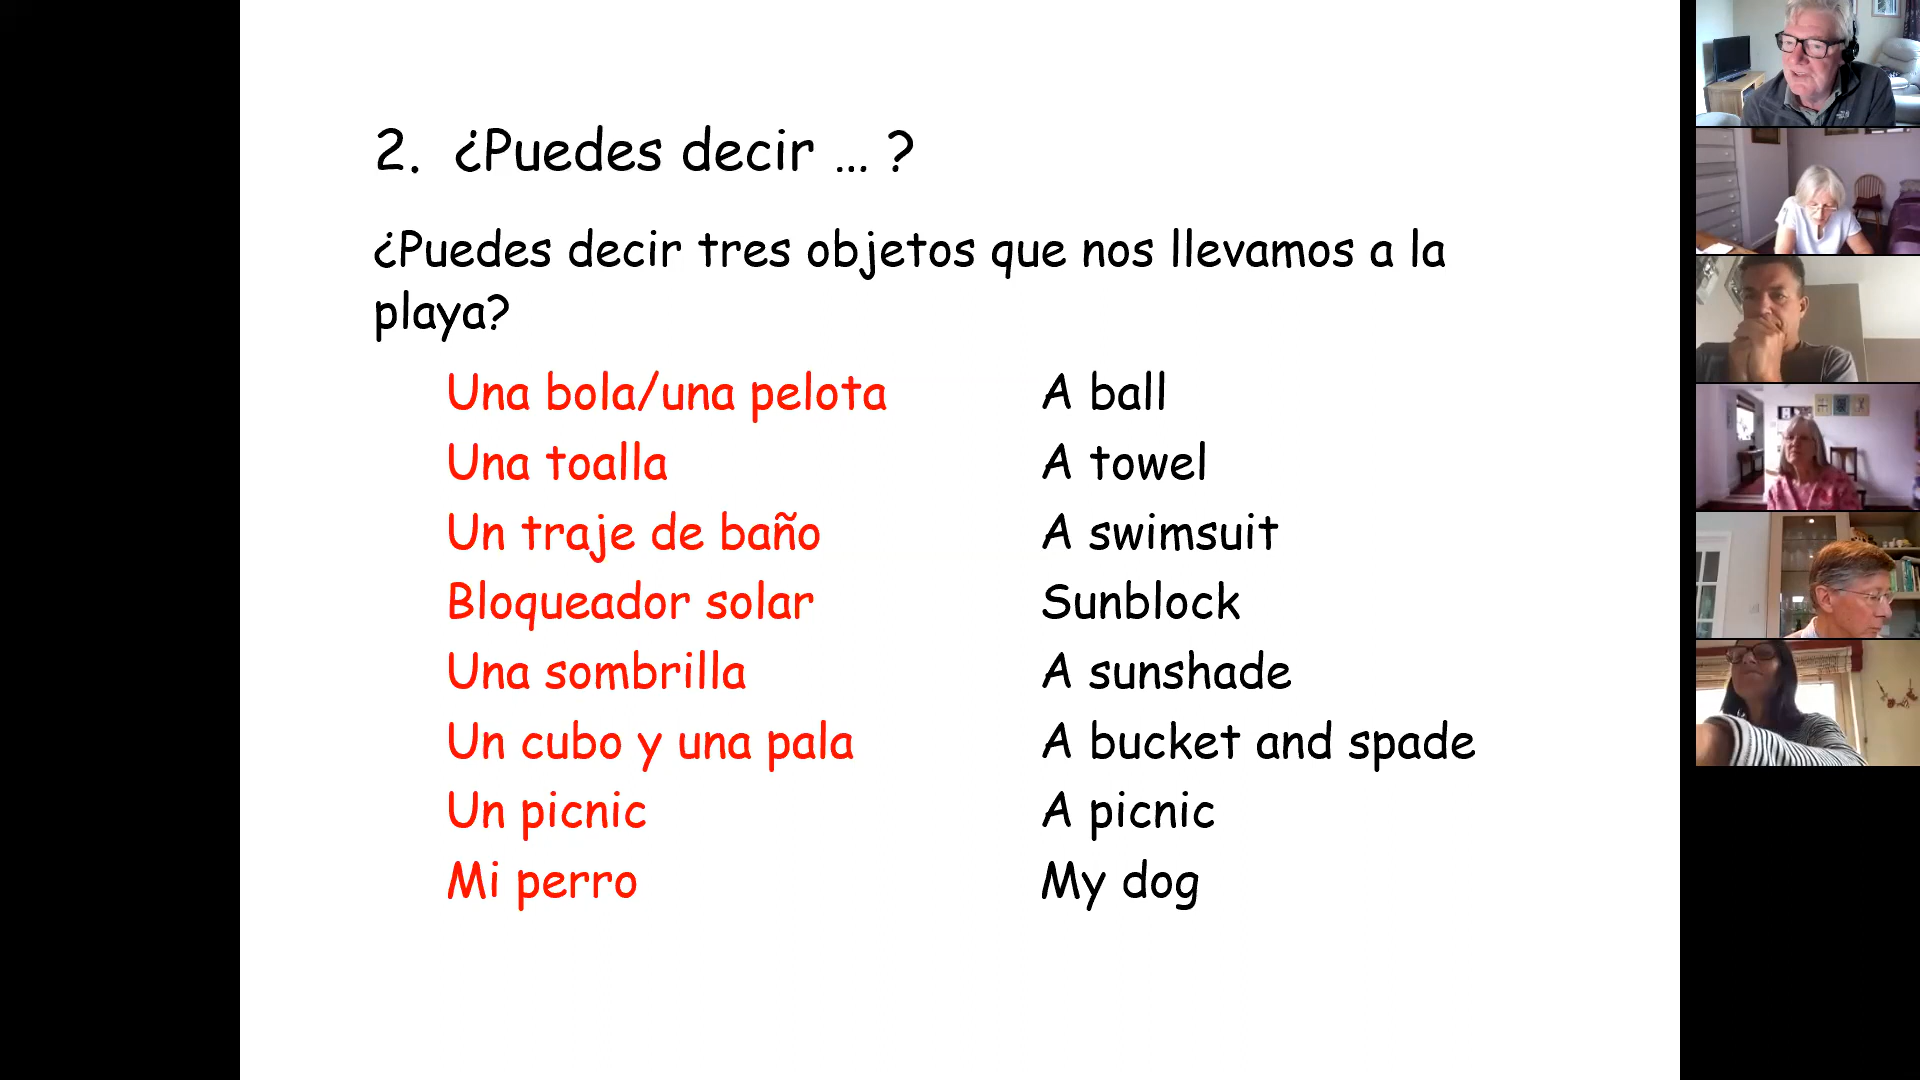 2. ¿Puedes decir ... ?
¿Puedes decir tres objetos que nos llevamos a la
playa?
Una bola/una pelota A ball
Una toalla A towel
Un traje de baño A swimsuit
Bloqueador solar Sunblock
Una sombrilla A sunshade
Un cubo y una pala A bucket and spade
Un picnic A picnic
Mi perro My dog